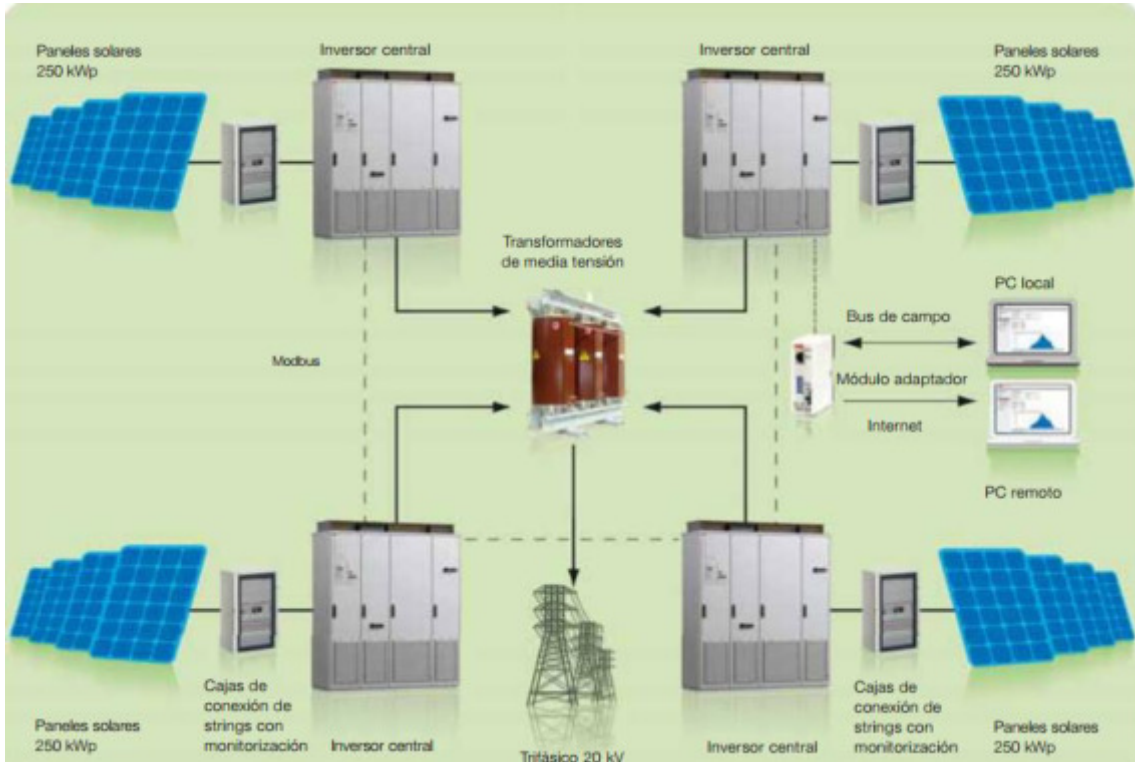 Paneles solares
250 kWp
Inversor central
Inversor central
Paneles solares
250 kWp
Transformadores
de media tensión
PC local
Bus de campo
Modbus
Módulo adaptador
Internet
PC remoto
Cajas de
conexión de
strings con
monitorización
Paneles solares
250 kWp
Inversor central
Trifásico 20 kV
Inversor central
Cajas de
conexión de
strings con
monitorización
Paneles solares
250 kWp